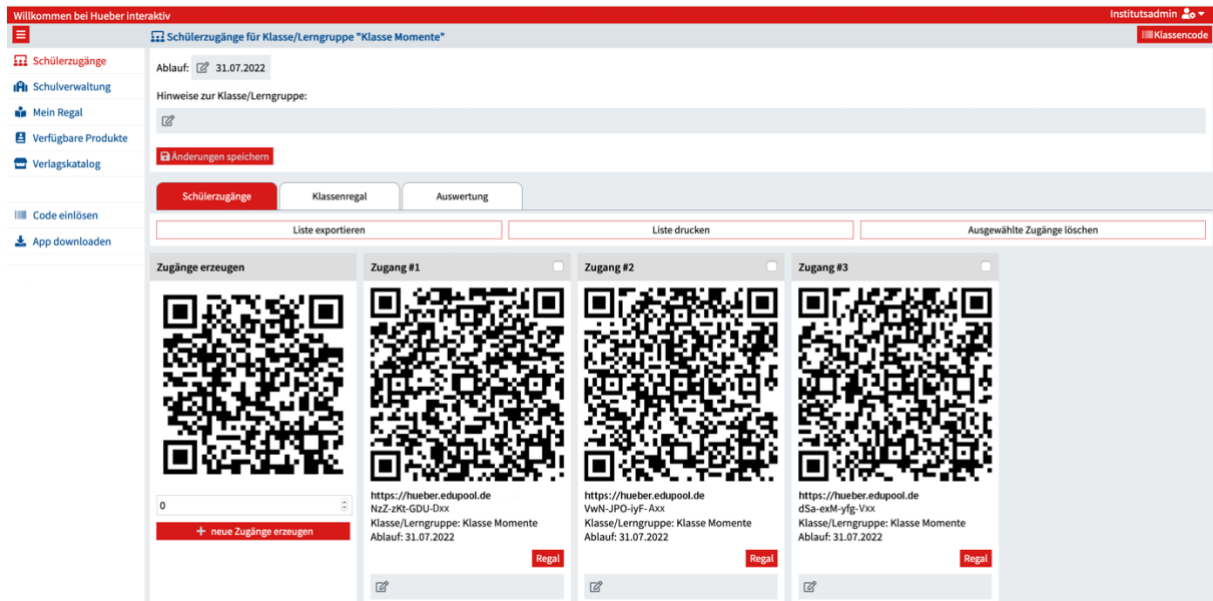 Willkommen bei Hueber interaktiv
Institutsadmin
Schülerzugänge für Klasse/Lerngruppe "Klasse Momente"
Klassencode
Schülerzugänge
Schulverwaltung
Mein Regal
Verfügbare Produkte
Verlagskatalog
Code einlösen
App downloaden
Ablauf: 31.07.2022
Hinweise zur Klasse/Lerngruppe:
Änderungen speichern
Schülerzugänge Klassenregal Auswertung
Liste exportieren Liste drucken Ausgewählte Zugänge löschen
Zugänge erzeugen
0
+ neue Zugänge erzeugen
Zugang #1
https://hueber.edupool.de
NzZ-zKt-GDU-Dxx
Klasse/Lerngruppe: Klasse Momente
Ablauf: 31.07.2022
Regal
Zugang #2
https://hueber.edupool.de
VwN-JPO-iyF-Axx
Klasse/Lerngruppe: Klasse Momente
Ablauf: 31.07.2022
Regal
Zugang #3
https://hueber.edupool.de
dSa-exM-yfg-Vxx
Klasse/Lerngruppe: Klasse Momente
Ablauf: 31.07.2022
Regal